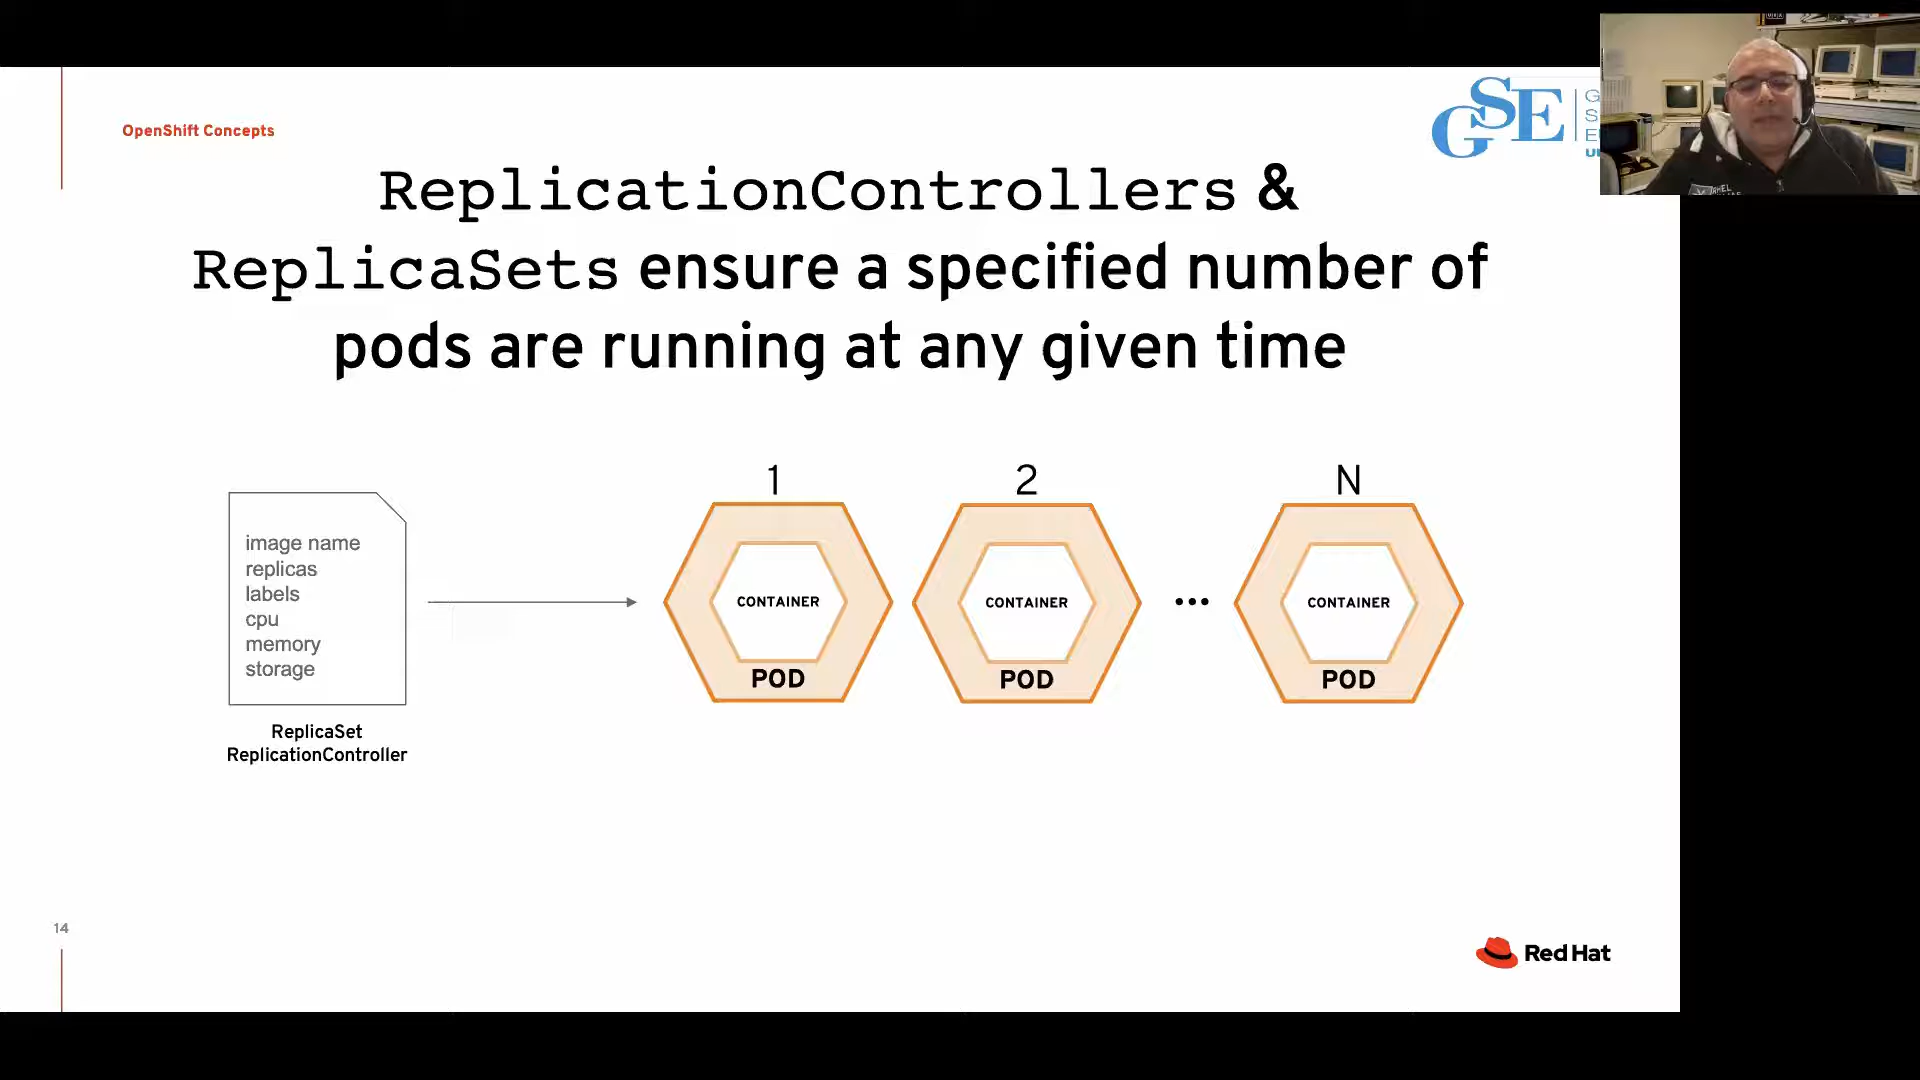 OpenShift Concepts
GSE
G
S
E
U
ReplicationControllers &
ReplicaSets ensure a specified number of
pods are running at any given time
1
2
N
image name
replicas
labels
cpu
memory
storage
CONTAINER
CONTAINER
...
CONTAINER
POD
POD
POD
ReplicaSet
ReplicationController
14
Red Hat